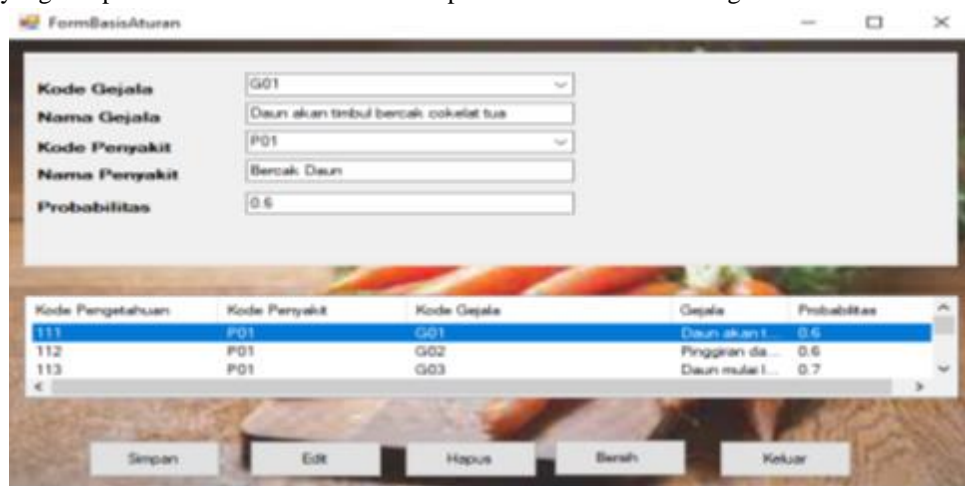 FormBasisAturan
Kode Gejala G01
Nama Gejala Daun akan timbul bercak cokelat tua
Kode Penyakit P01
Nama Penyakit Bercak Daun
Probabilitas 0.6
Kode Pengetahuan Kode Penyakit Kode Gejala Gejala Probabilitas
111 P01 G01 Daun akan t... 0.6
112 P01 G02 Pinggiran da... 0.6
113 P01 G03 Daun mulai l... 0.7
Simpan Edit Hapus Bersih Keluar